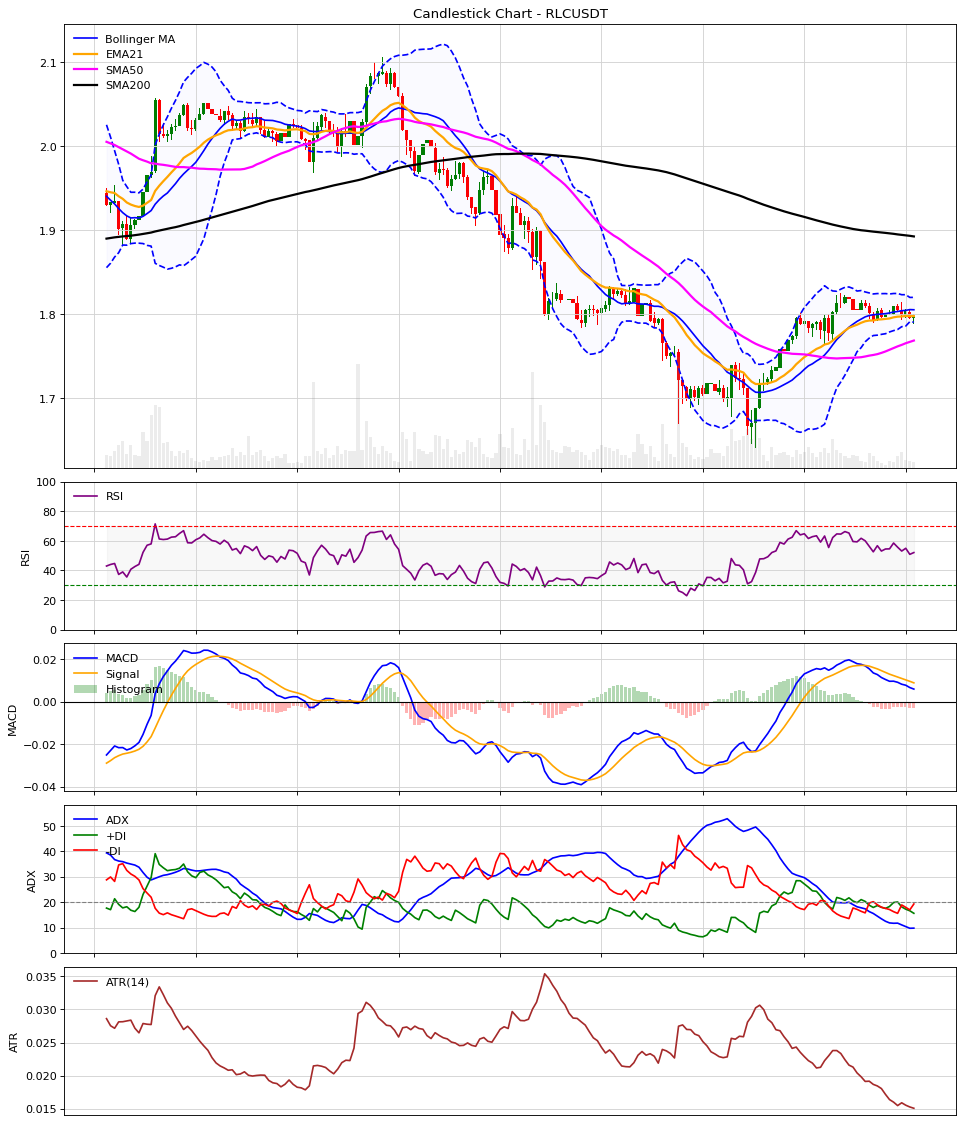 Candlestick Chart - RLCUSDT
Bollinger MA
EMA21
SMA50
SMA200
2.1
2.0
1.9
1.8
1.7
RSI
RSI
100
80
60
40
20
0
MACD
Signal
Histogram
MACD
0.02
0.00
−0.02
−0.04
ADX
+DI
-DI
ADX
50
40
30
20
10
0
ATR(14)
ATR
0.035
0.030
0.025
0.020
0.015